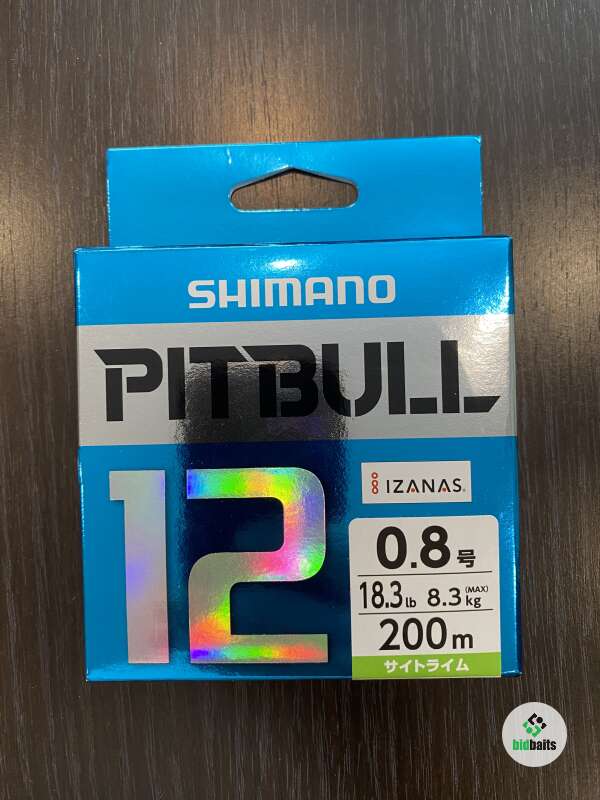 SHIMANO
PITBULL
12
IZANAS®
0.8号
18.3lb 8.3kg (MAX)
200m
サイトライム
bidbaits